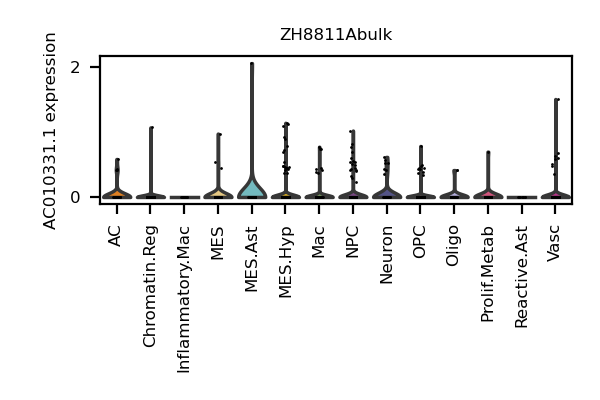 ZH8811Abulk
AC010331.1 expression
2
0
AC
Chromatin.Reg
Inflammatory.Mac
MES
MES.Ast
MES.Hyp
Mac
NPC
Neuron
OPC
Oligo
Prolif.Metab
Reactive.Ast
Vasc